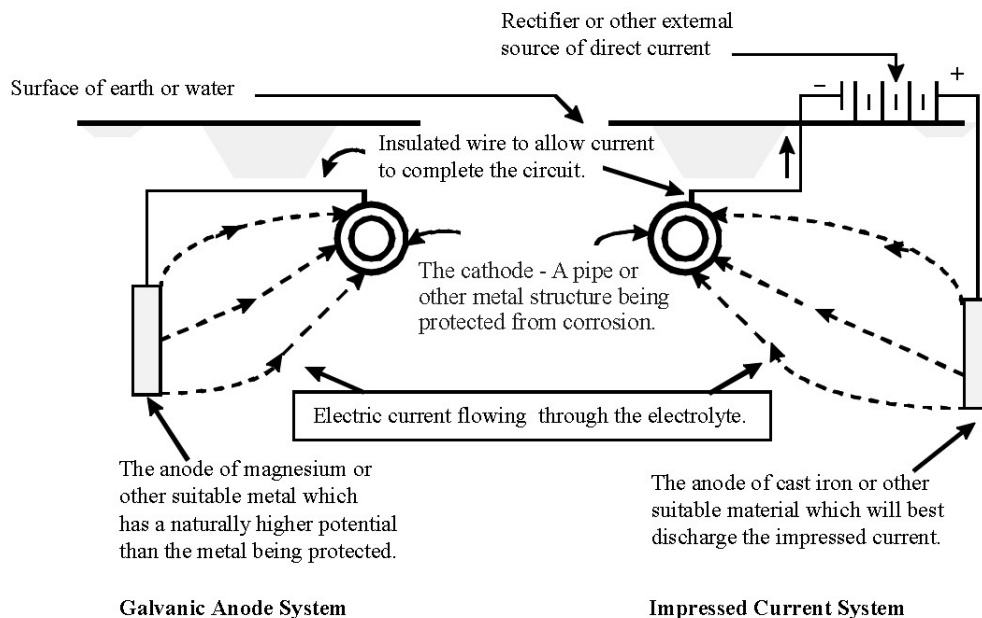 Rectifier or other external
source of direct current
Surface of earth or water
– +
Insulated wire to allow current
to complete the circuit.
The cathode - A pipe or
other metal structure being
protected from corrosion.
Electric current flowing through the electrolyte.
The anode of magnesium or
other suitable metal which
has a naturally higher potential
than the metal being protected.
The anode of cast iron or other
suitable material which will best
discharge the impressed current.
Galvanic Anode System
Impressed Current System